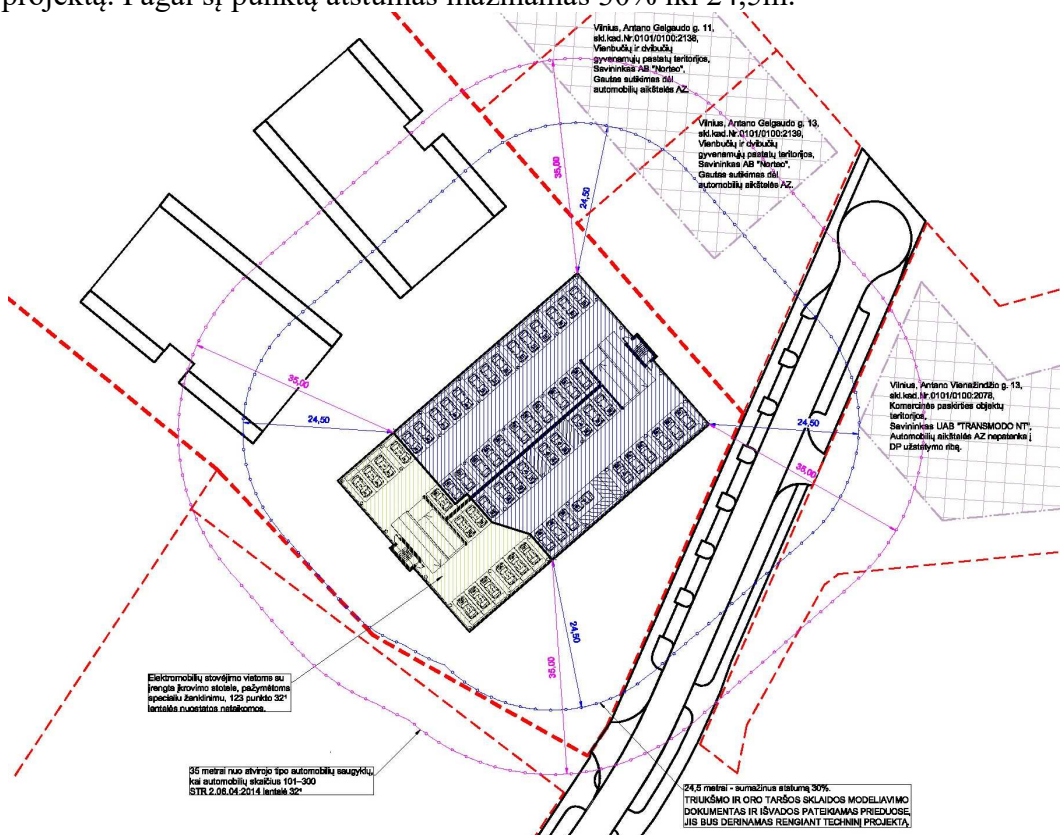 projektą. Pagal šį punktą atstumas mažinamas 30% iki 24,5m.
Vilnius, Antano Gelgaudo g. 11,
skl.kad.Nr.0101/0100:2138,
Vienbučių ir dvibučių
gyvenamųjų pastatų teritorijos,
Savininkas AB "Nortao",
Gautas sutikimas dėl
automobilių aikštelės AZ.
Vilnius, Antano Gelgaudo g. 13,
skl.kad.Nr.0101/0100:2139,
Vienbučių ir dvibučių
gyvenamųjų pastatų teritorijos,
Savininkas AB "Nortao",
Gautas sutikimas dėl
automobilių aikštelės AZ.
35,00
24,50
35,00
24,50
Vilnius, Antano Vienažindžio g. 13,
skl.kad.Nr.0101/0100:2078,
Komercinės paskirties objektų
teritorijos,
Savininkas UAB "TRANSMODO NT",
Automobilių aikštelės AZ nepatenka į
DP užstatymo ribą.
24,50
35,00
24,50
35,00
Elektromobilių stovėjimo vietoms su
įrengta įkrovimo stotele, pažymėtoms
specialiu ženklinimu, 123 punkto 32¹
lentelės nuostatos netaikomos.
35 metrai nuo atvirojo tipo automobilių saugyklų,
kai automobilių skaičius 101–300
STR 2.06.04:2014 lentelė 32¹
24,5 metrai - sumažinus atstumą 30%.
TRIUKŠMO IR ORO TARŠOS SKLAIDOS MODELIAVIMO
DOKUMENTAS IR IŠVADOS PATEIKIAMAS PRIEDUOSE,
JIS BUS DERINAMAS RENGIANT TECHNINĮ PROJEKTĄ.